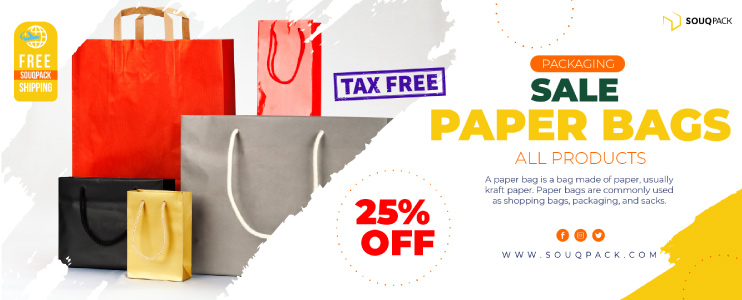 FREE
SOUQPACK
SHIPPING
TAX FREE
25%
OFF
SOUQPACK
PACKAGING
SALE
PAPER BAGS
ALL PRODUCTS
A paper bag is a bag made of paper, usually
kraft paper. Paper bags are commonly used
as shopping bags, packaging, and sacks.
WWW.SOUQPACK.COM